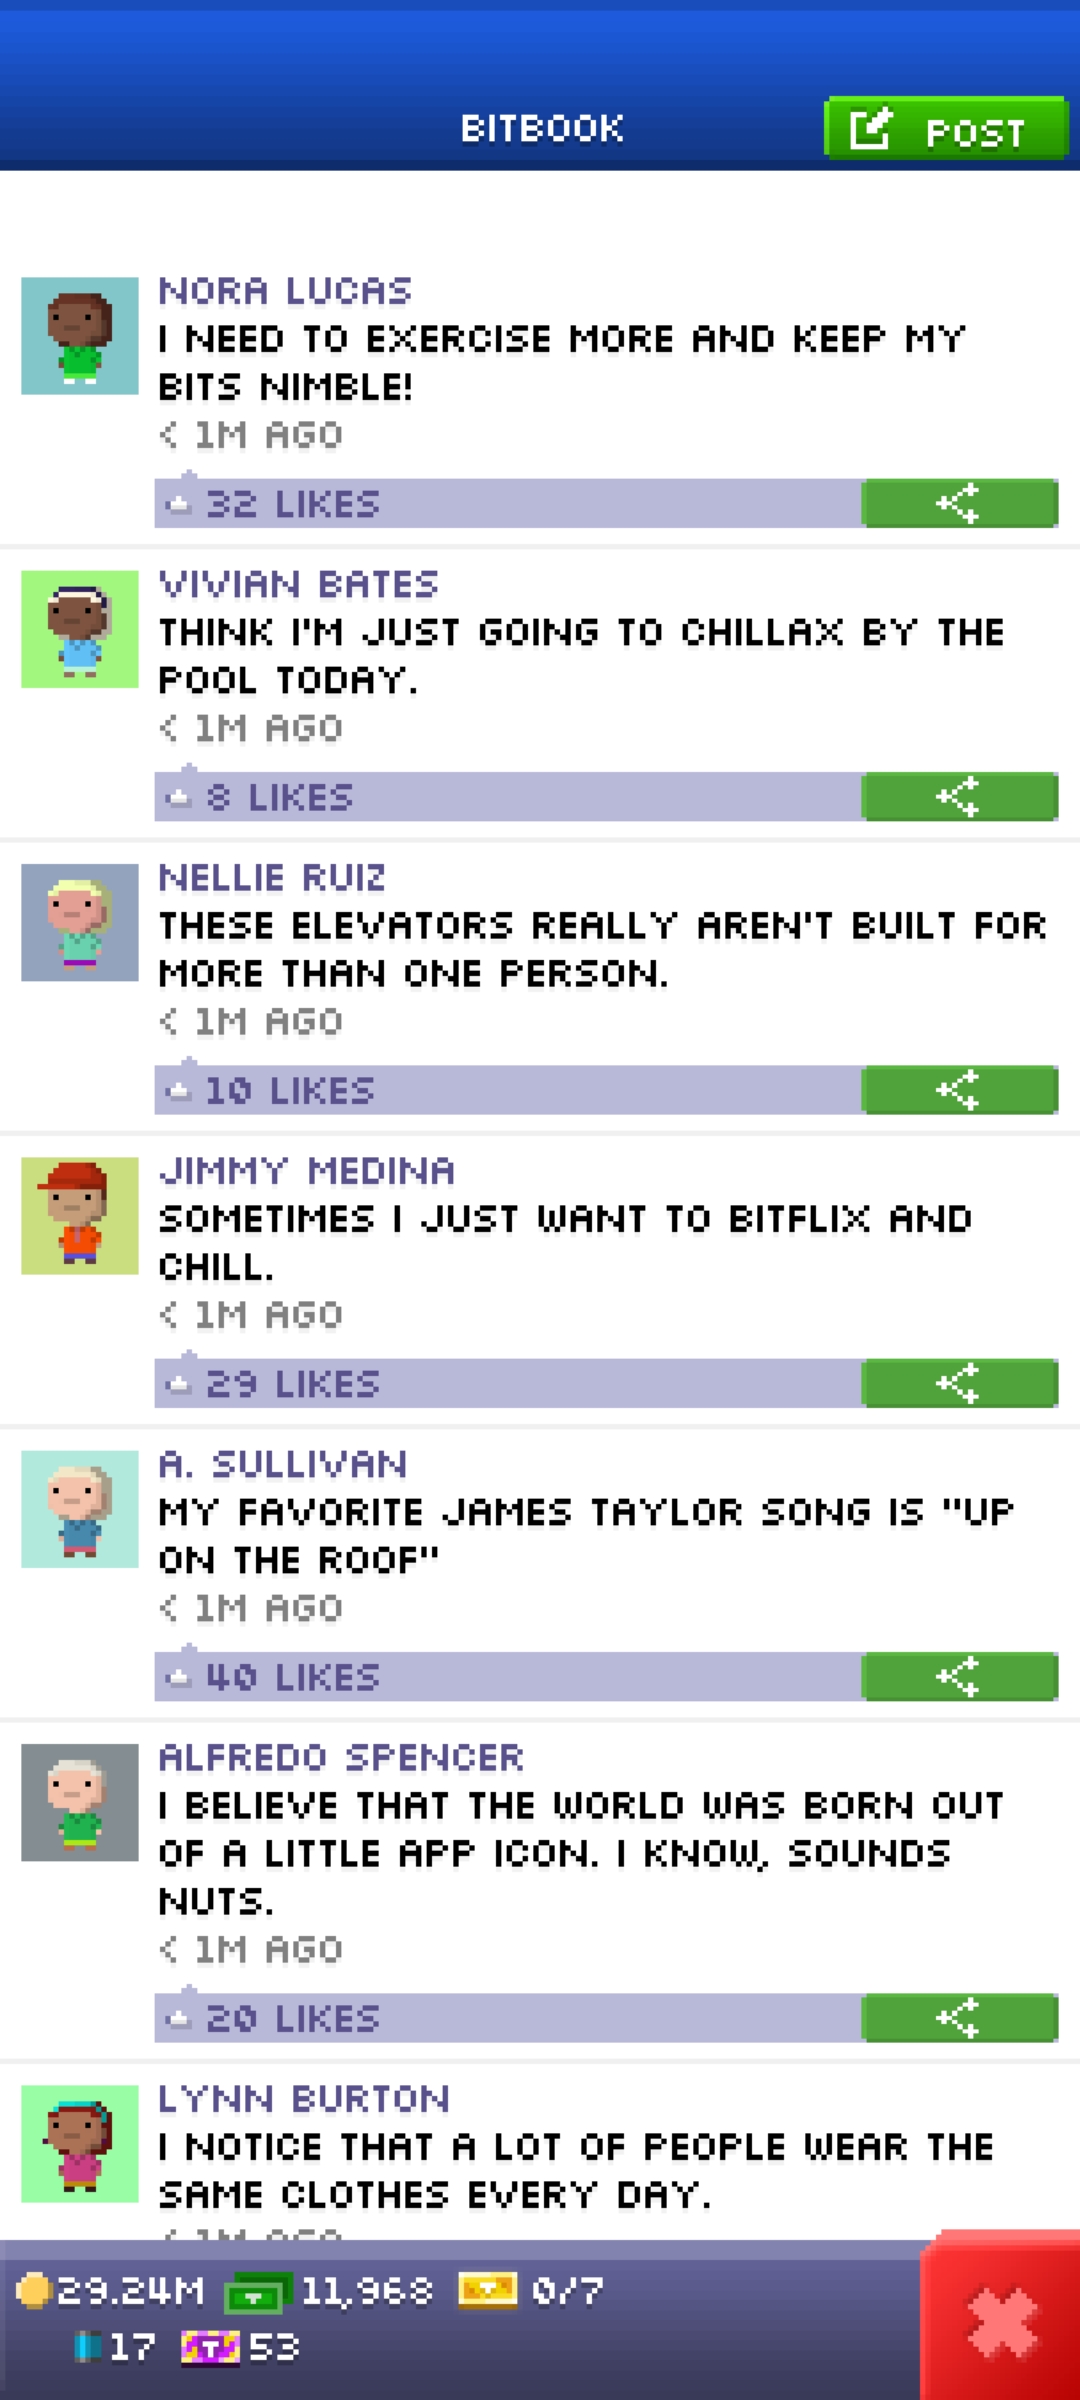 BITBOOK
POST
NORA LUCAS
I NEED TO EXERCISE MORE AND KEEP MY
BITS NIMBLE!
< 1M AGO
32 LIKES
VIVIAN BATES
THINK I'M JUST GOING TO CHILLAX BY THE
POOL TODAY.
< 1M AGO
8 LIKES
NELLIE RUIZ
THESE ELEVATORS REALLY AREN'T BUILT FOR
MORE THAN ONE PERSON.
< 1M AGO
10 LIKES
JIMMY MEDINA
SOMETIMES I JUST WANT TO BITFLIX AND
CHILL.
< 1M AGO
29 LIKES
A. SULLIVAN
MY FAVORITE JAMES TAYLOR SONG IS "UP
ON THE ROOF"
< 1M AGO
40 LIKES
ALFREDO SPENCER
I BELIEVE THAT THE WORLD WAS BORN OUT
OF A LITTLE APP ICON. I KNOW, SOUNDS
NUTS.
< 1M AGO
20 LIKES
LYNN BURTON
I NOTICE THAT A LOT OF PEOPLE WEAR THE
SAME CLOTHES EVERY DAY.
< 1M AGO
29.24M 11,968 0/7
17 53